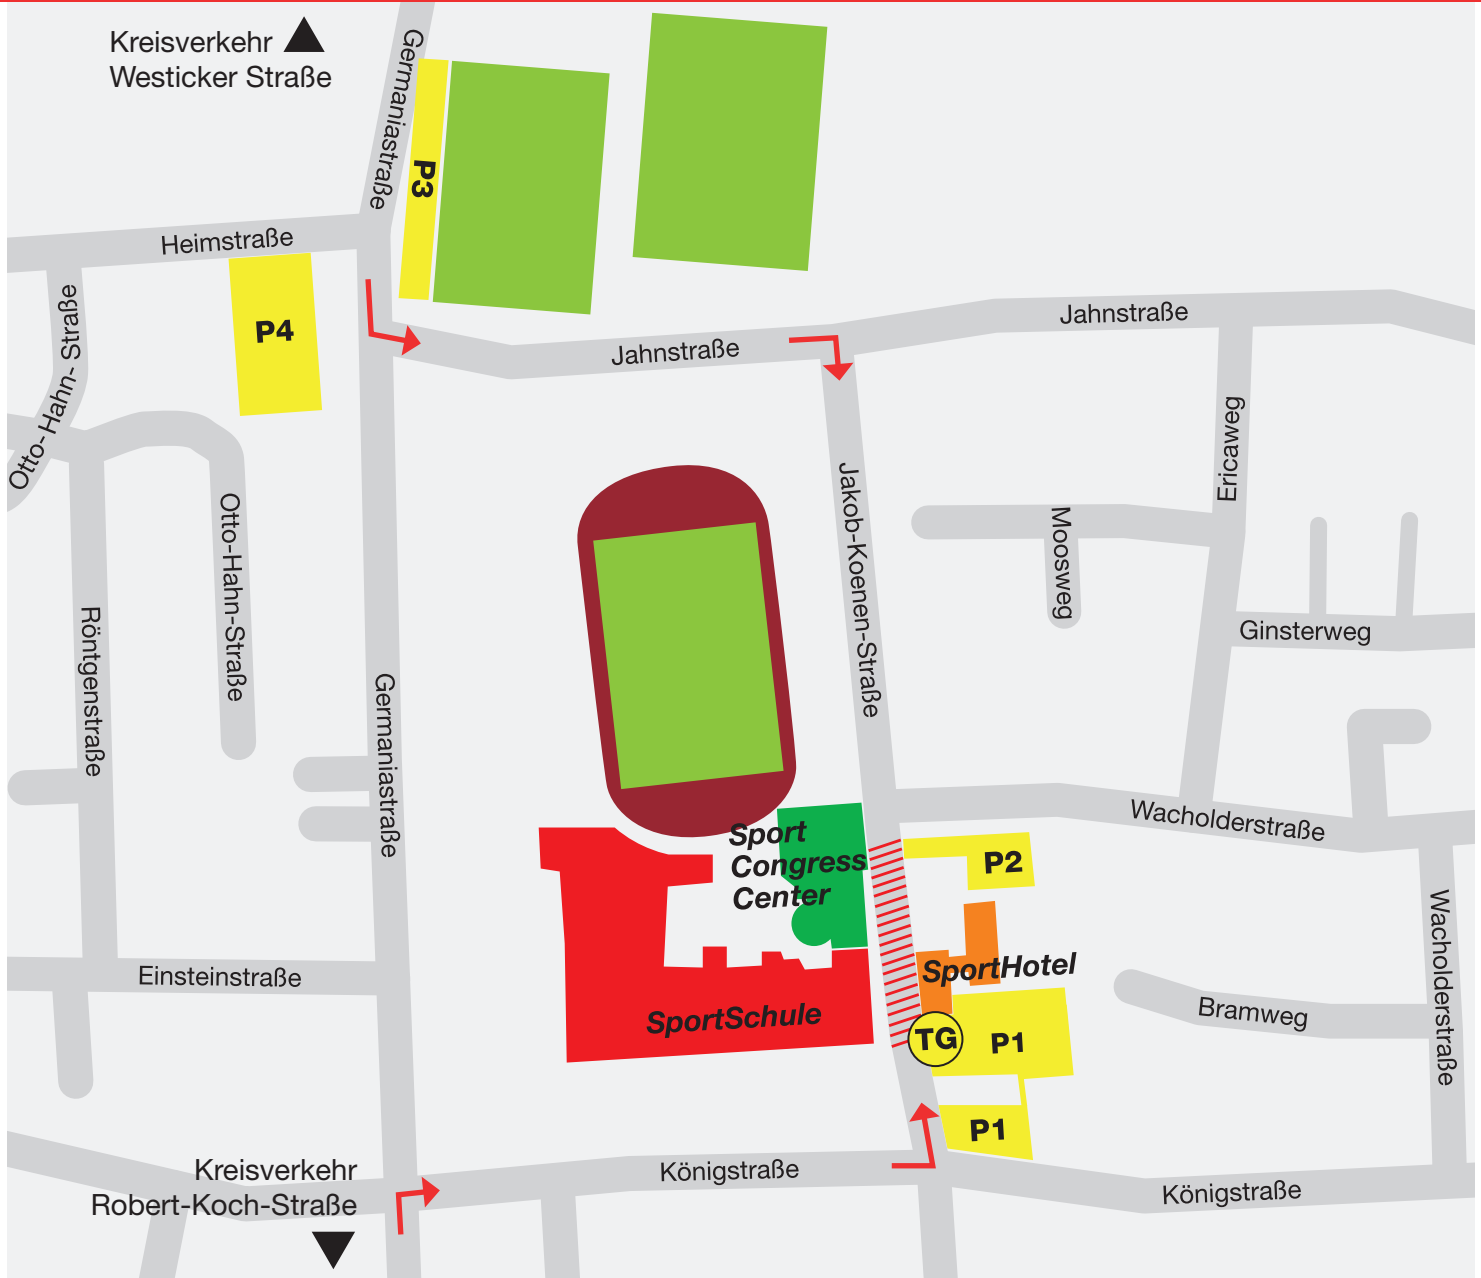 Kreisverkehr
Westicker Straße
Germaniastraße
P3
Heimstraße
P4
Otto-Hahn- Straße
Jahnstraße
Jahnstraße
Ericaweg
Jakob-Koenen-Straße
Moosweg
Otto-Hahn-Straße
Röntgenstraße
Germaniastraße
Ginsterweg
Wacholderstraße
Sport
Congress
Center
P2
SportHotel
Einsteinstraße
SportSchule
TG
P1
Bramweg
Wacholderstraße
P1
Kreisverkehr
Robert-Koch-Straße
Königstraße
Königstraße